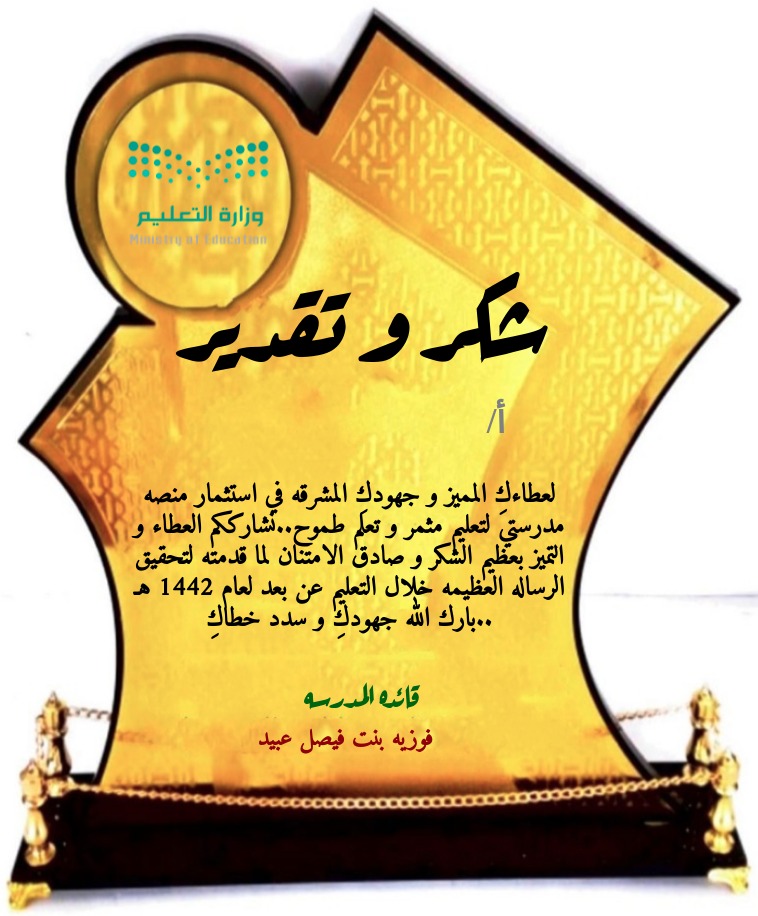 وزارة التعليم
Ministry of Education
شكر و تقدير
أ/
لعطاءكِ المميز و جهودكِ المشرقه في استثمار منصه
مدرستي لتعليم مثمر و تعلم طموح..نشارككم العطاء و
التميز بعظيم الشكر و صادق الامتنان لما قدمته لتحقيق
الرساله العظيمه خلال التعليم عن بعد لعام 1442 هـ
..بارك الله جهودكِ و سدد خطاكِ
قائده المدرسه
فوزيه بنت فيصل عبيد